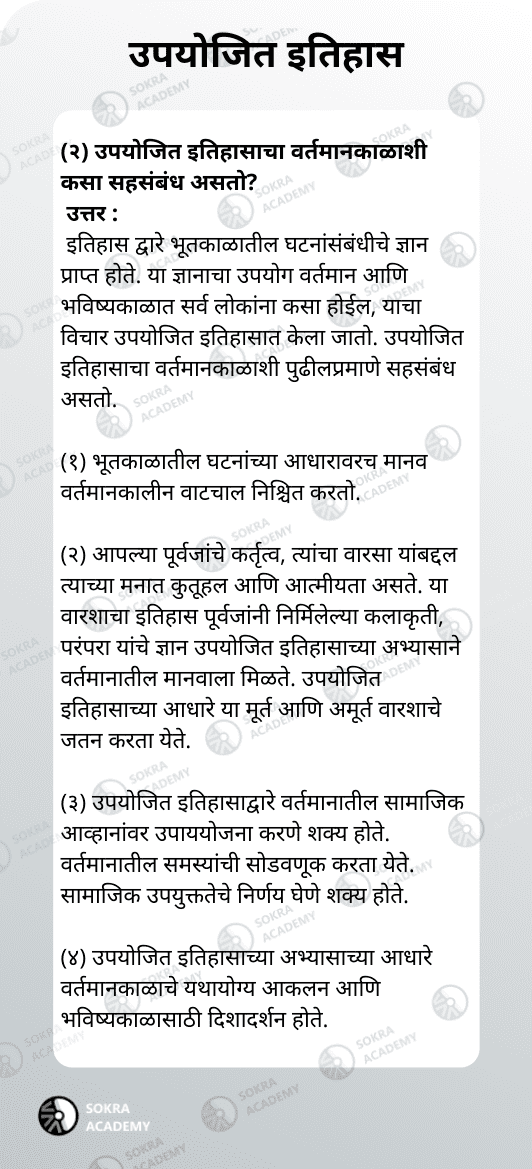 उपयोजित इतिहास
(२) उपयोजित इतिहासाचा वर्तमानकाळाशी
कसा सहसंबंध असतो?
उत्तर :
इतिहास द्वारे भूतकाळातील घटनांसंबंधीचे ज्ञान
प्राप्त होते. या ज्ञानाचा उपयोग वर्तमान आणि
भविष्यकाळात सर्व लोकांना कसा होईल, याचा
विचार उपयोजित इतिहासात केला जातो. उपयोजित
इतिहासाचा वर्तमानकाळाशी पुढीलप्रमाणे सहसंबंध
असतो.
(१) भूतकाळातील घटनांच्या आधारावरच मानव
वर्तमानकालीन वाटचाल निश्चित करतो.
(२) आपल्या पूर्वजांचे कर्तृत्व, त्यांचा वारसा यांबद्दल
त्याच्या मनात कुतूहल आणि आत्मीयता असते. या
वारशाचा इतिहास पूर्वजांनी निर्मिलेल्या कलाकृती,
परंपरा यांचे ज्ञान उपयोजित इतिहासाच्या अभ्यासाने
वर्तमानातील मानवाला मिळते. उपयोजित
इतिहासाच्या आधारे या मूर्त आणि अमूर्त वारशाचे
जतन करता येते.
(३) उपयोजित इतिहासाद्वारे वर्तमानातील सामाजिक
आव्हानांवर उपाययोजना करणे शक्य होते.
वर्तमानातील समस्यांची सोडवणूक करता येते.
सामाजिक उपयुक्ततेचे निर्णय घेणे शक्य होते.
(४) उपयोजित इतिहासाच्या अभ्यासाच्या आधारे
वर्तमानकाळाचे यथायोग्य आकलन आणि
भविष्यकाळासाठी दिशादर्शन होते.
SOKRA
ACADEMY